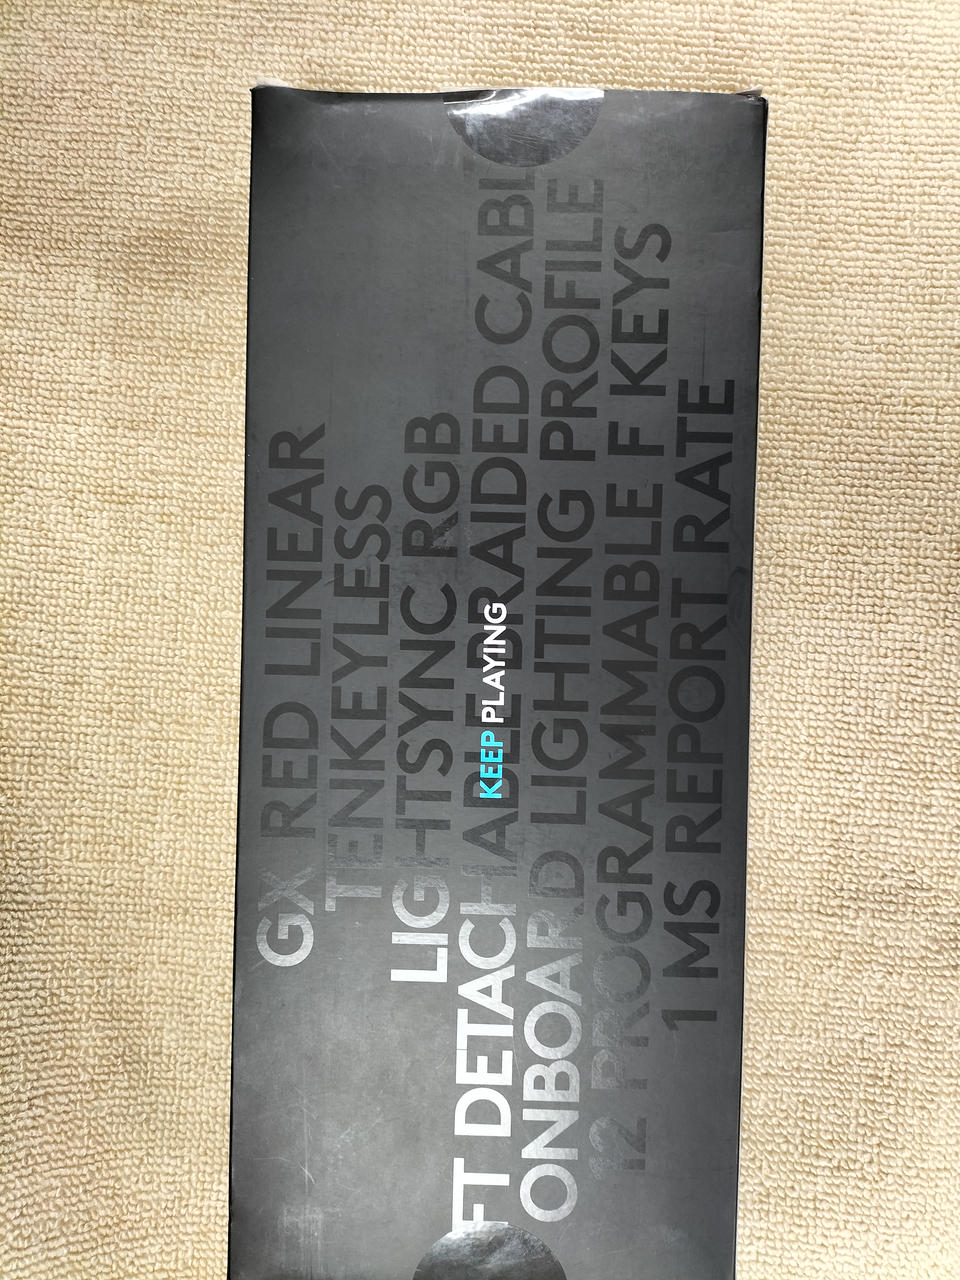 GX RED LINEAR
TENKEYLESS
LIGHTSYNC RGB
FT DETACHABLE BRAIDED CABL
KEEP PLAYING
ONBOARD LIGHTING PROFILE
12 PROGRAMMABLE F KEYS
1 MS REPORT RATE